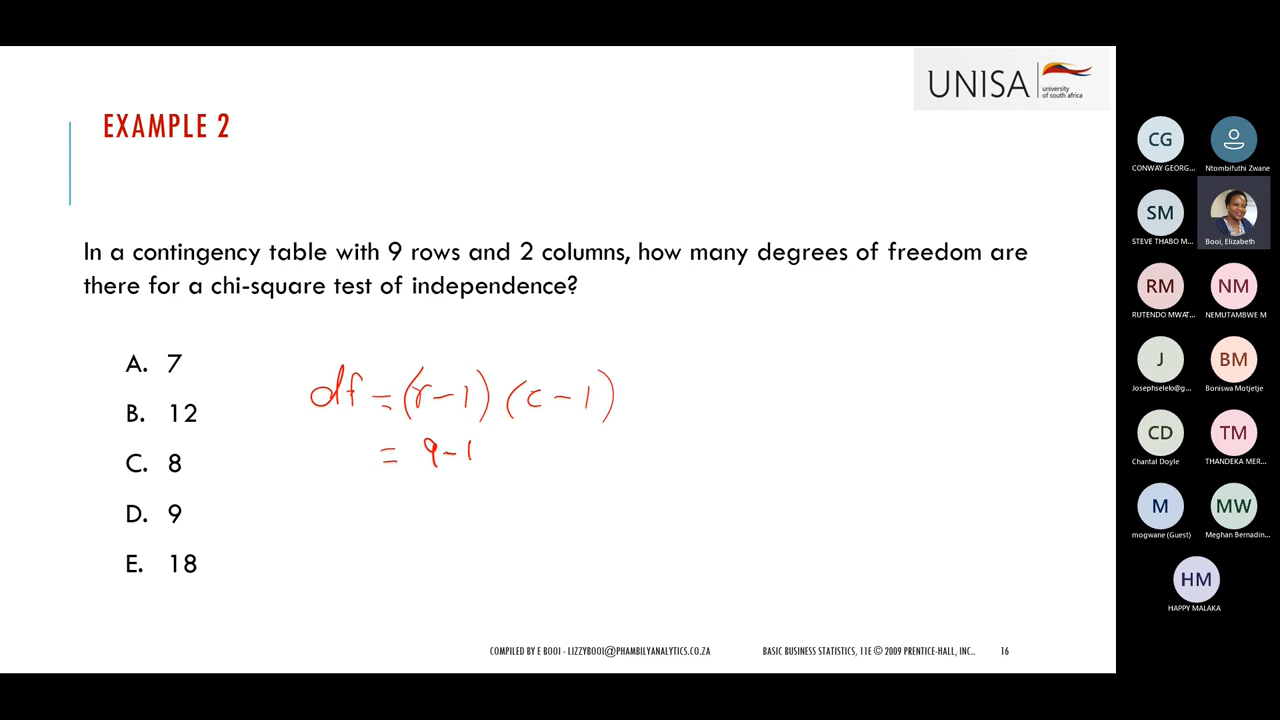 UNISA
university
of south africa
EXAMPLE 2
In a contingency table with 9 rows and 2 columns, how many degrees of freedom are
there for a chi-square test of independence?
A. 7
B. 12
C. 8
D. 9
E. 18
df = (r-1) (c-1)
= 9-1
COMPILED BY E BOOI - LIZZYBOOI@PHAMBILYANALYTICS.CO.ZA
BASIC BUSINESS STATISTICS, 11E © 2009 PRENTICE-HALL, INC..
16
CG
CONWAY GEORG...
Ntombifuthi Zwane
SM
STEVE THABO M...
Booi, Elizabeth
RM
RUTENDO MWAT...
NM
NEMUTAMBWE M
J
Josephselelo@g...
BM
Boniswa Motjetje
CD
Chantal Doyle
TM
THANDEKA MER...
M
mogwane (Guest)
MW
Meghan Bernadin...
HM
HAPPY MALAKA